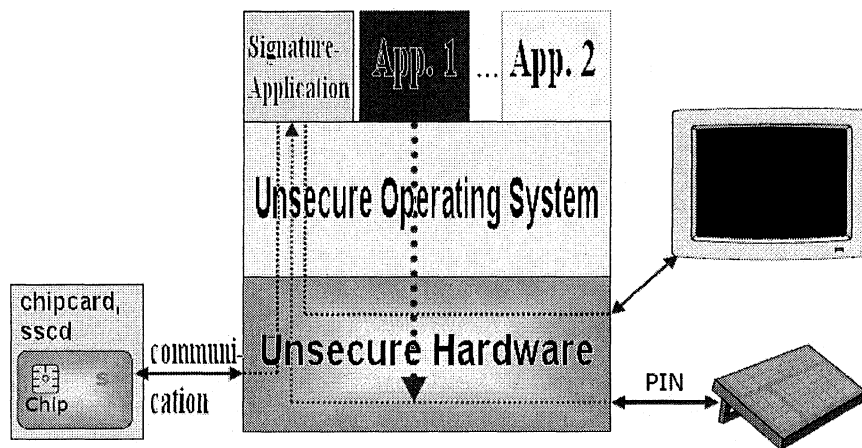 Signature-
Application
App. 1
...
App. 2
Unsecure Operating System
Unsecure Hardware
chipcard,
sscd
S
Chip
communi-
cation
PIN